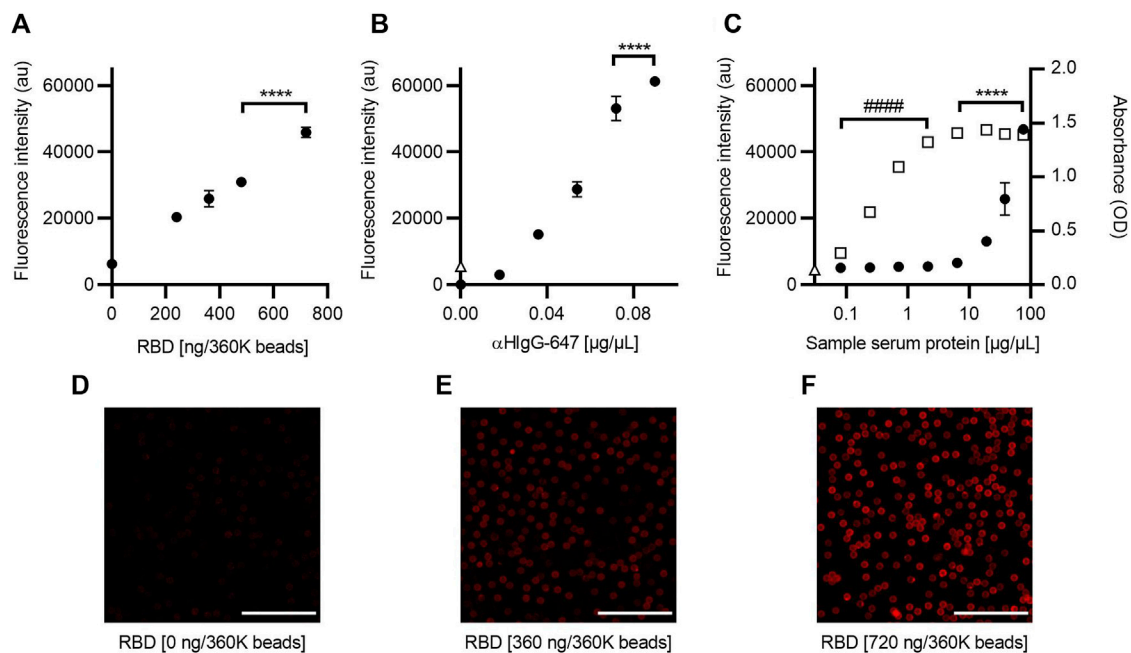 A
Fluorescence intensity (au)
60000
40000
20000
0
****
0
200
400
600
800
RBD [ng/360K beads]
B
Fluorescence intensity (au)
60000
40000
20000
0
****
0.00
0.04
0.08
αHIgG-647 [µg/µL]
C
Fluorescence intensity (au)
60000
40000
20000
0
####
****
2.0
1.5
1.0
0.5
0.0
Absorbance (OD)
0.1
1
10
100
Sample serum protein [µg/µL]
D
RBD [0 ng/360K beads]
E
RBD [360 ng/360K beads]
F
RBD [720 ng/360K beads]